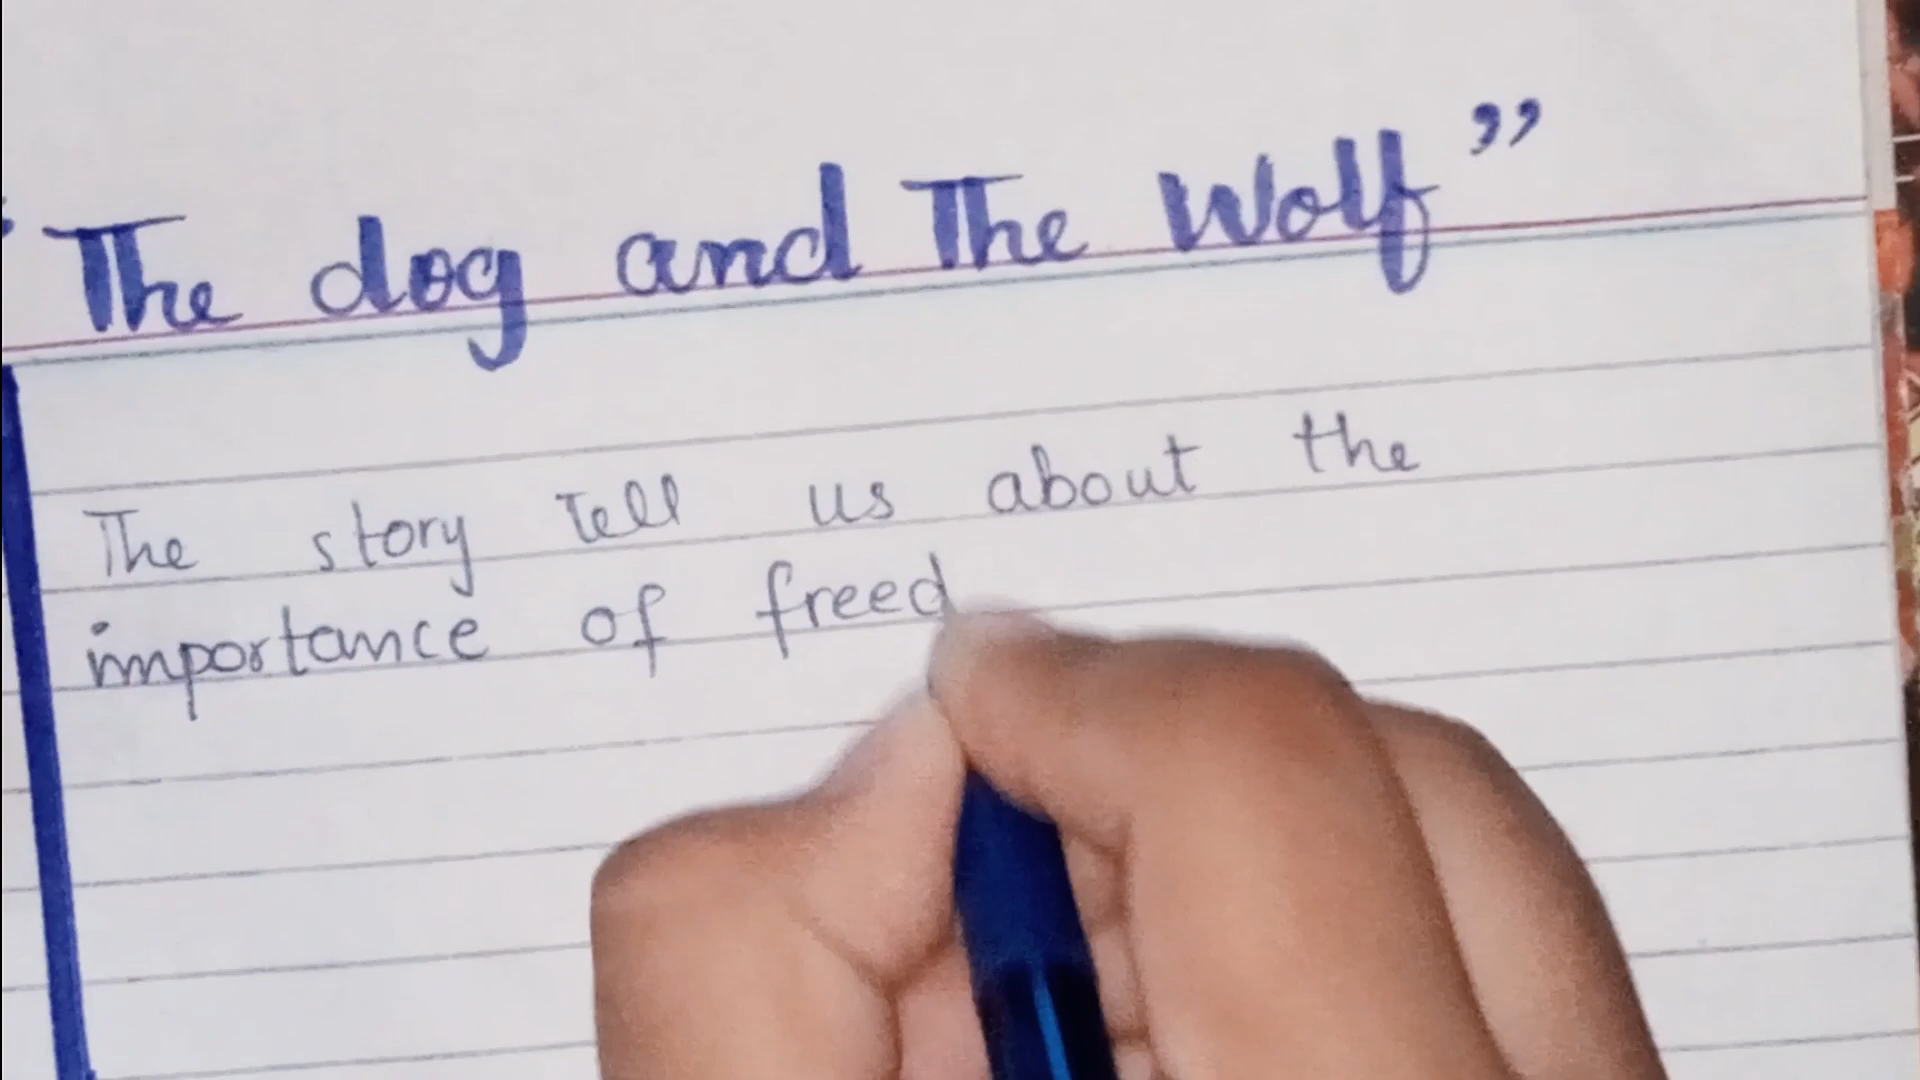 "The dog and The Wolf"
The story Tell us about the
importance of freed